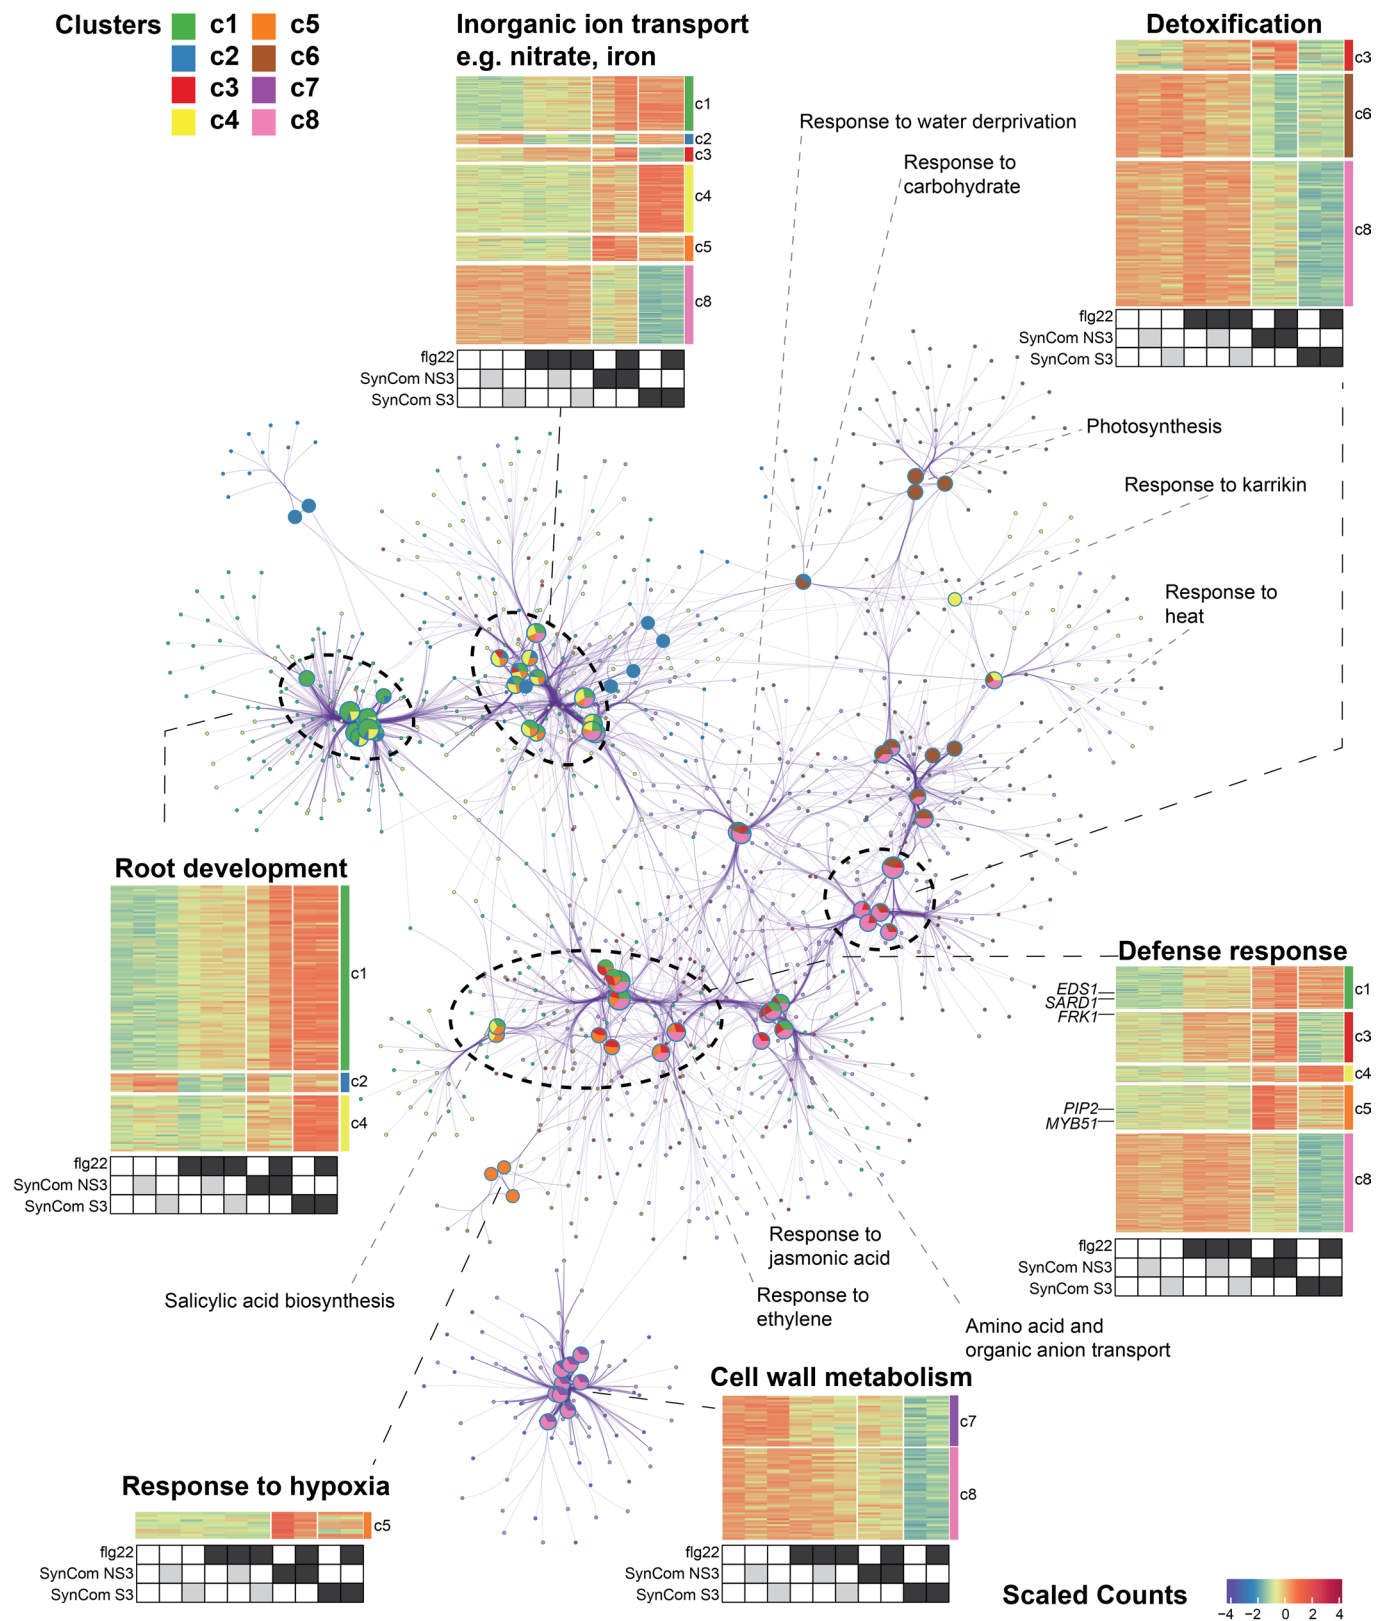 Clusters
c1
c5
c2
c6
c3
c7
c4
c8
Inorganic ion transport
e.g. nitrate, iron
c1
c2
c3
c4
c5
c8
flg22
SynCom NS3
SynCom S3
Detoxification
c3
c6
c8
flg22
SynCom NS3
SynCom S3
Response to water derprivation
Response to
carbohydrate
Photosynthesis
Response to karrikin
Response to
heat
Root development
c1
c2
c4
flg22
SynCom NS3
SynCom S3
Defense response
EDS1
SARD1
FRK1
PIP2
MYB51
c1
c3
c4
c5
c8
flg22
SynCom NS3
SynCom S3
Salicylic acid biosynthesis
Response to
jasmonic acid
Response to
ethylene
Amino acid and
organic anion transport
Cell wall metabolism
c7
c8
flg22
SynCom NS3
SynCom S3
Response to hypoxia
c5
flg22
SynCom NS3
SynCom S3
Scaled Counts
−4 −2 0 2 4